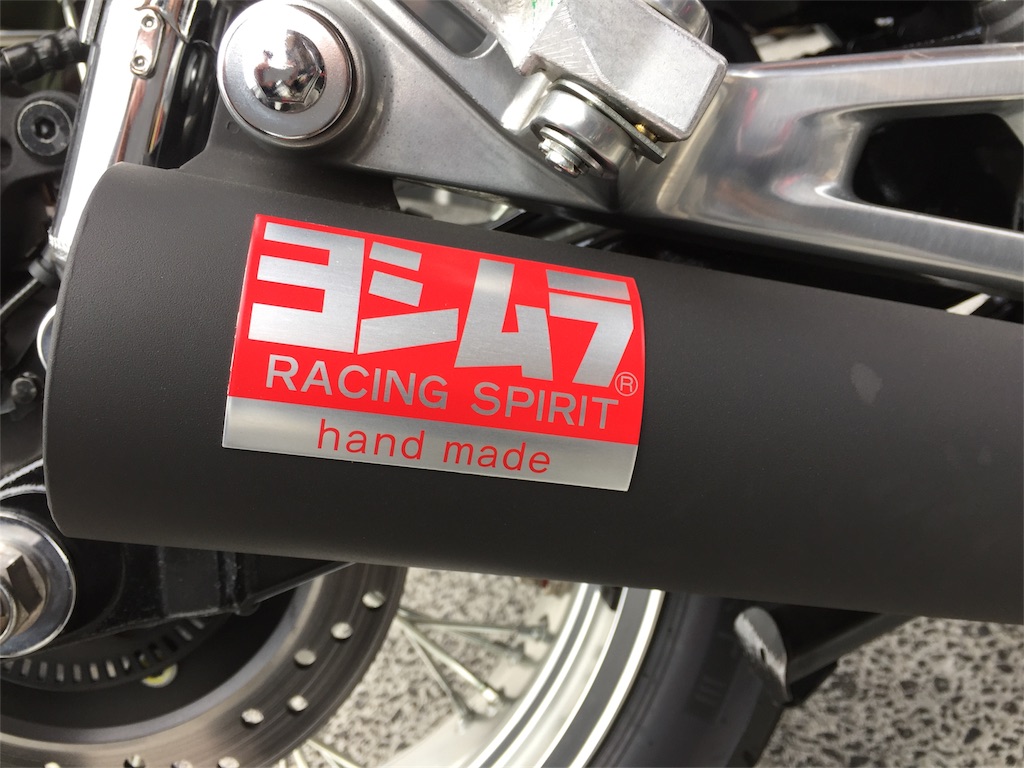 ヨシムラ®
RACING SPIRIT
hand made